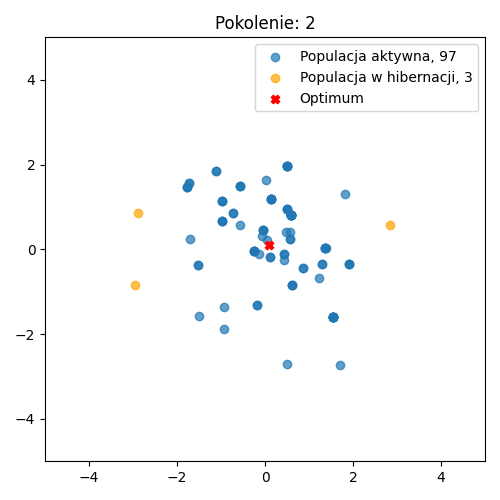 Pokolenie: 2
Populacja aktywna, 97
Populacja w hibernacji, 3
Optimum
4
2
0
−2
−4
−4 −2 0 2 4